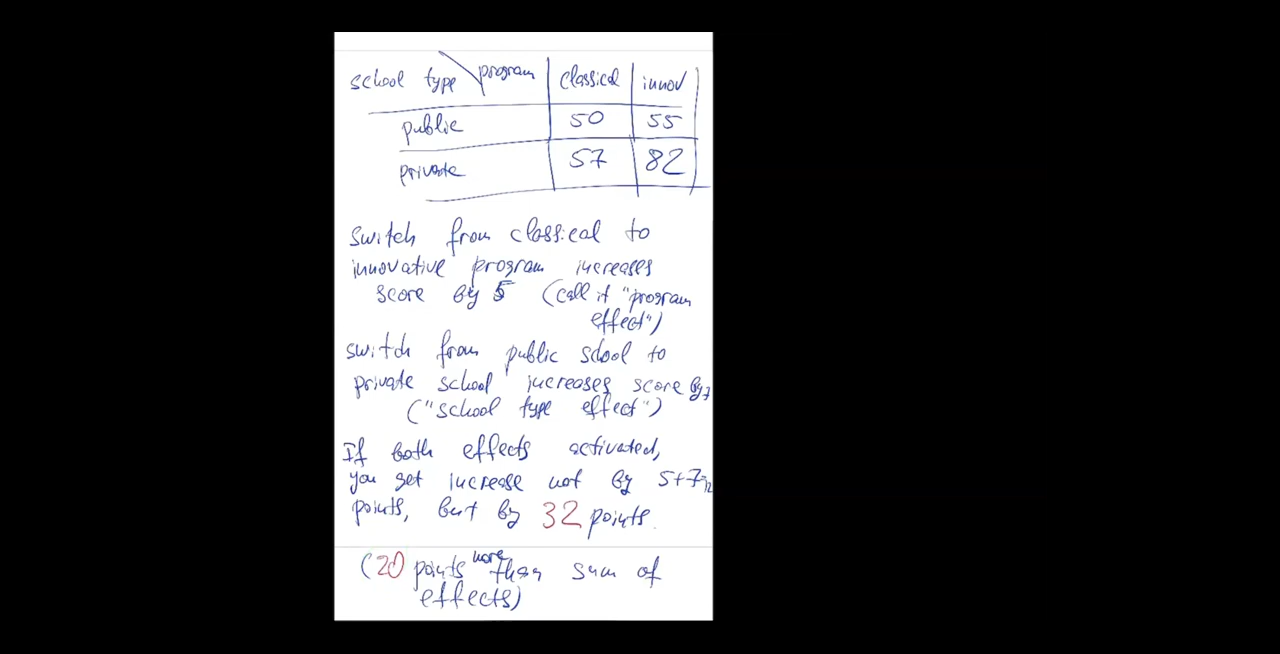 school type \ program | classical | innov
public | 50 | 55
private | 57 | 82
switch from classical to
innovative program increases
score by 5 (call it "program
effect")
switch from public school to
private school increases score by 7
("school type effect")
If both effects activated,
you get increase not by 5+7=12
points, but by 32 points.
(20 points more than sum of
effects)